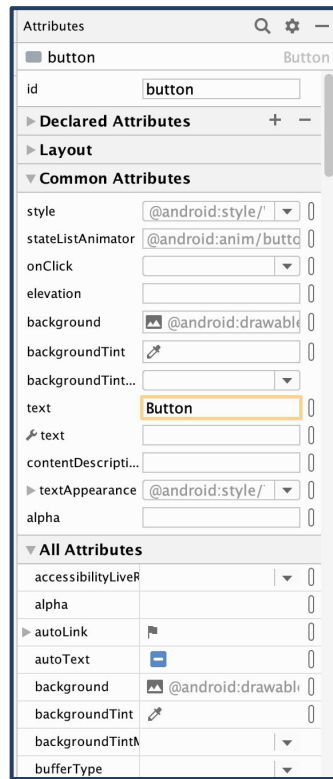 Attributes
button Button
id button
Declared Attributes + −
Layout
Common Attributes
style @android:style/'
stateListAnimator @android:anim/butto
onClick
elevation
background @android:drawable
backgroundTint
backgroundTint...
text Button
text
contentDescripti...
textAppearance @android:style/'
alpha
All Attributes
accessibilityLiveR
alpha
autoLink
autoText
background @android:drawabl
backgroundTint
backgroundTintM
bufferType